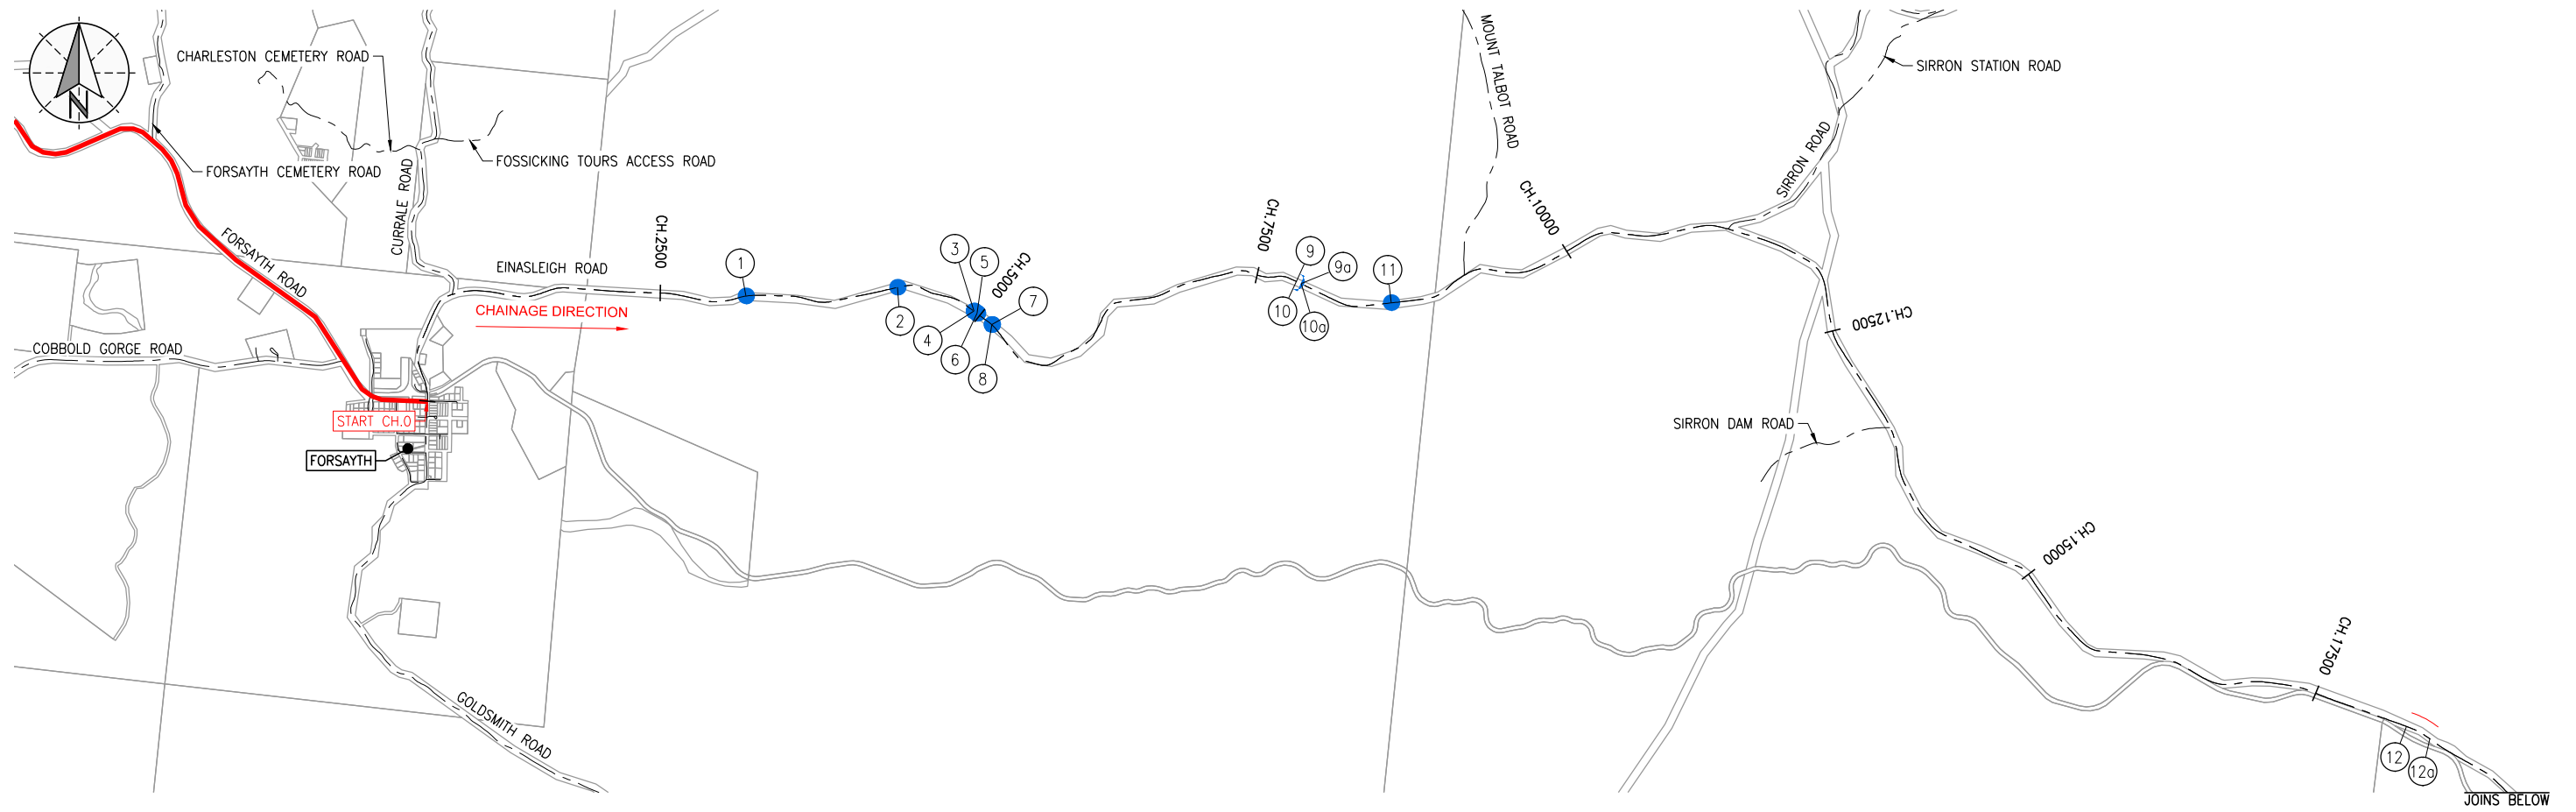 N
CHARLESTON CEMETERY ROAD
FORSAYTH CEMETERY ROAD
FOSSICKING TOURS ACCESS ROAD
CURRALE ROAD
FORSAYTH ROAD
EINASLEIGH ROAD
CHAINAGE DIRECTION
COBBOLD GORGE ROAD
START CH.0
FORSAYTH
GOLDSMITH ROAD
CH.2500
1
2
3
4
5
6
7
8
CH.5000
CH.7500
9
9a
10
10a
11
MOUNT TALBOT ROAD
CH.10000
SIRRON ROAD
SIRRON STATION ROAD
CH.12500
SIRRON DAM ROAD
CH.15000
CH.17500
12
12a
JOINS BELOW